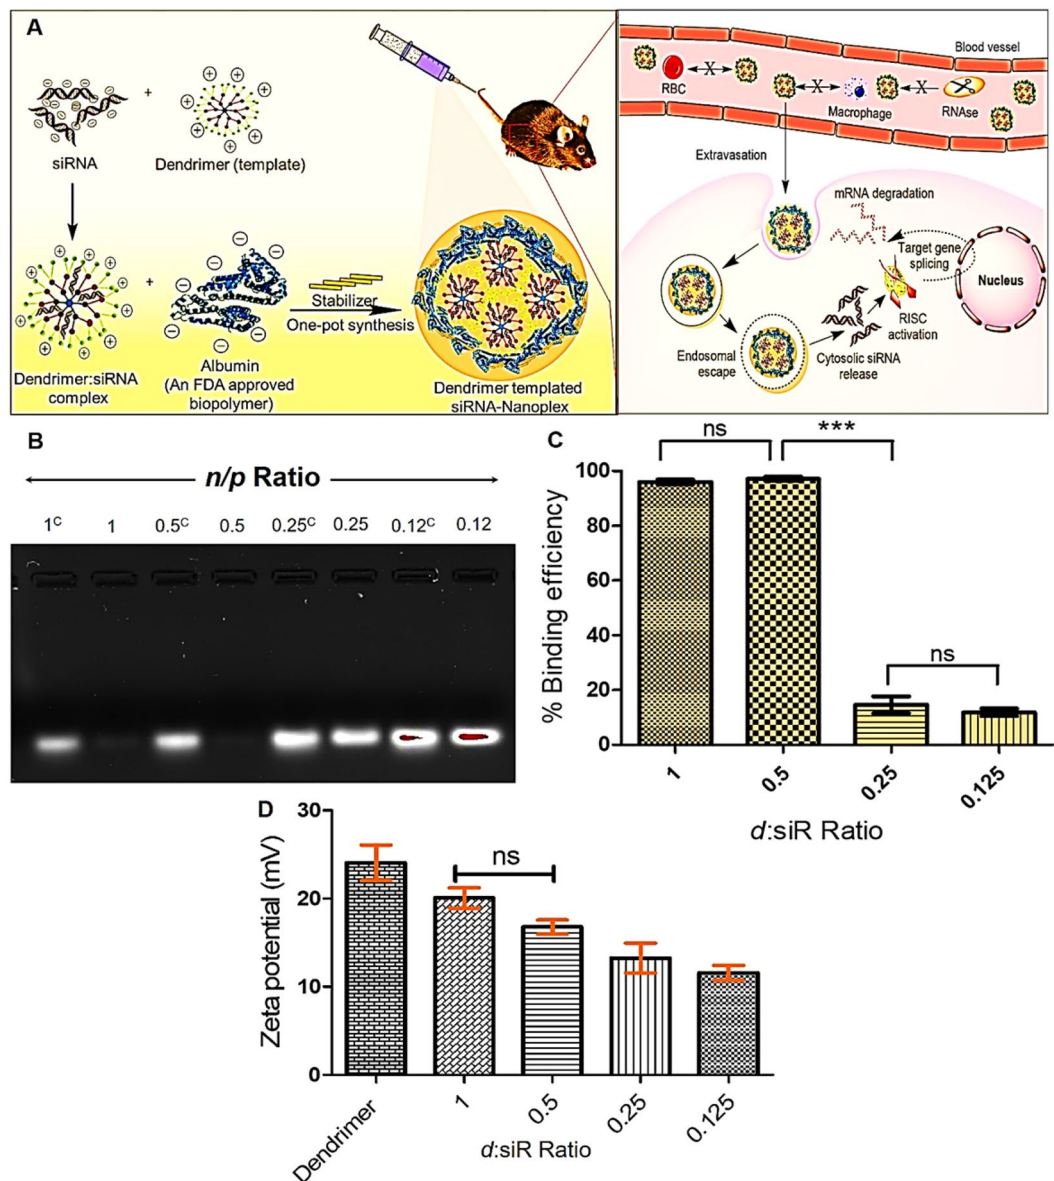 A
siRNA
+
Dendrimer (template)
Dendrimer:siRNA
complex
+
Albumin
(An FDA approved
biopolymer)
Stabilizer
One-pot synthesis
Dendrimer templated
siRNA-Nanoplex
Blood vessel
RBC
X
X
Macrophage
X
RNAse
Extravasation
mRNA degradation
Target gene
splicing
Nucleus
RISC
activation
Cytosolic siRNA
release
Endosomal
escape
B
n/p Ratio
1C 1 0.5C 0.5 0.25C 0.25 0.12C 0.12
C
ns
***
ns
% Binding efficiency
100
80
60
40
20
0
1 0.5 0.25 0.125
d:siR Ratio
D
ns
Zeta potential (mV)
30
20
10
0
Dendrimer 1 0.5 0.25 0.125
d:siR Ratio